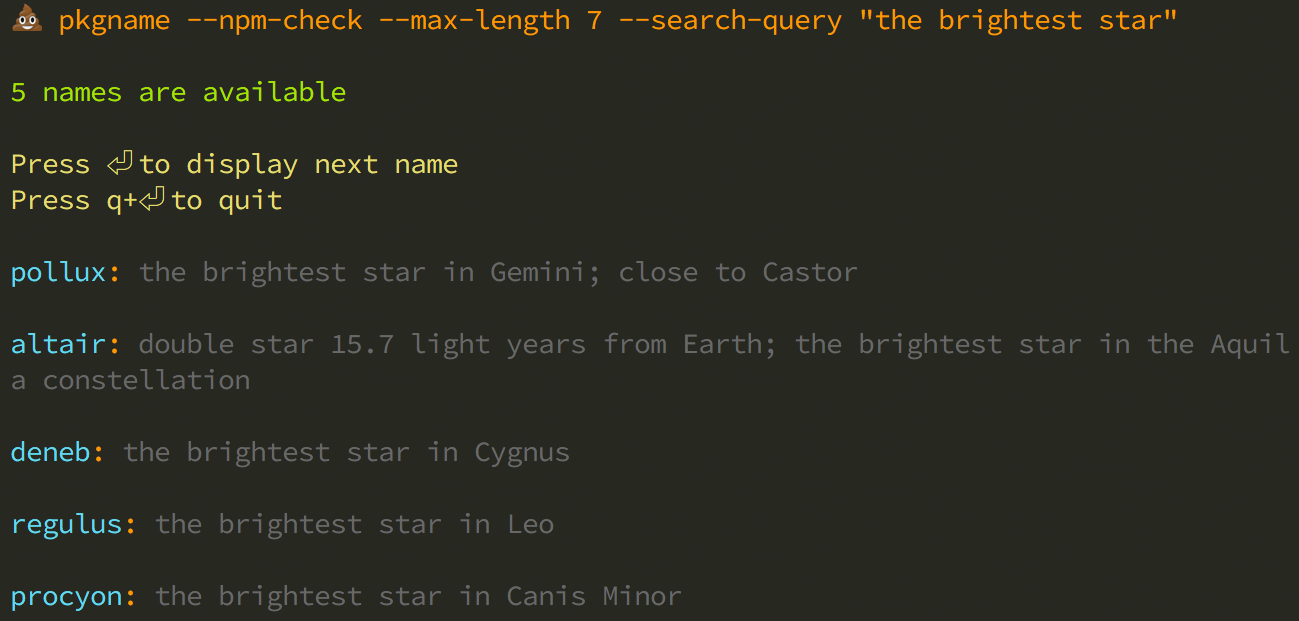 💩 pkgname --npm-check --max-length 7 --search-query "the brightest star"
5 names are available
Press ⏎ to display next name
Press q+⏎ to quit
pollux: the brightest star in Gemini; close to Castor
altair: double star 15.7 light years from Earth; the brightest star in the Aquil
a constellation
deneb: the brightest star in Cygnus
regulus: the brightest star in Leo
procyon: the brightest star in Canis Minor